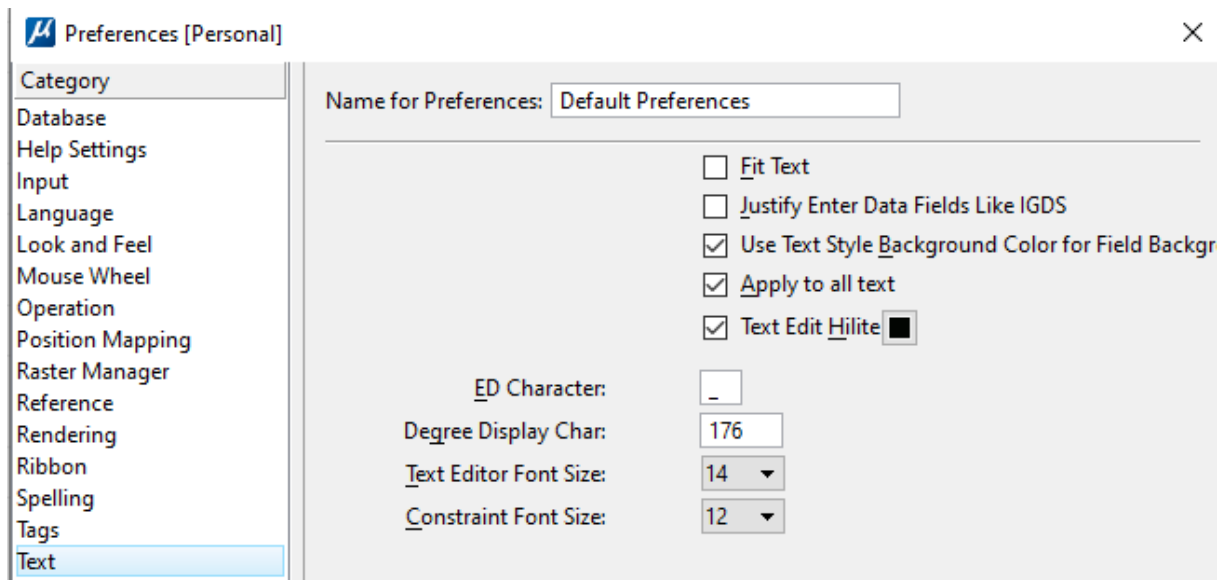 Preferences [Personal]
Category
Database
Help Settings
Input
Language
Look and Feel
Mouse Wheel
Operation
Position Mapping
Raster Manager
Reference
Rendering
Ribbon
Spelling
Tags
Text
Name for Preferences: Default Preferences
Fit Text
Justify Enter Data Fields Like IGDS
Use Text Style Background Color for Field Backgr
Apply to all text
Text Edit Hilite
ED Character: _
Degree Display Char: 176
Text Editor Font Size: 14
Constraint Font Size: 12